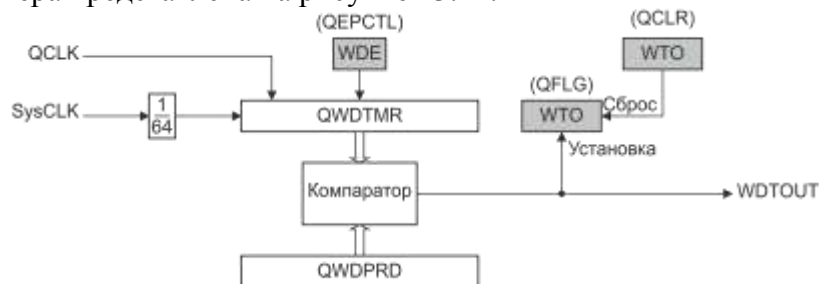 (QEPCTL)
(QCLR)
QCLK
WDE
WTO
(QFLG)
SysCLK
1
64
QWDTMR
WTO
Сброс
Установка
Компаратор
WDTOUT
QWDPRD